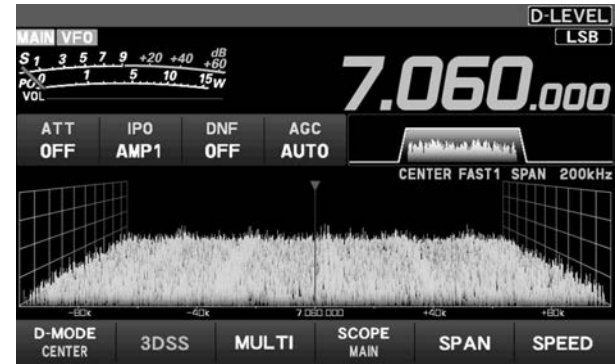 D-LEVEL
MAIN VFO LSB
S 1 3 5 7 9 +20 +40 +60 dB
PO 0 1 5 10 15 W
VOL
7.060.000
ATT IPO DNF AGC
OFF AMP1 OFF AUTO
CENTER FAST1 SPAN 200kHz
-80k -40k 7.060.000 +40k +80k
D-MODE 3DSS MULTI SCOPE SPAN SPEED
CENTER MAIN